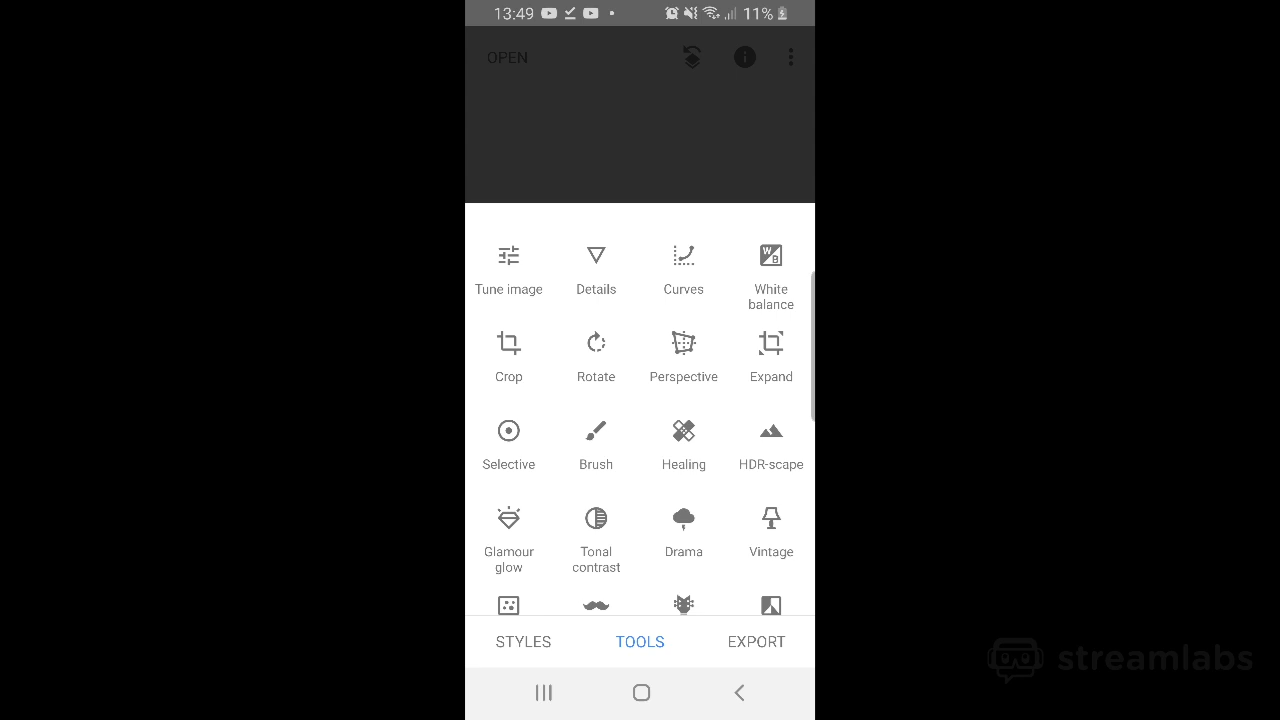 13:49 11%
OPEN
Tune image Details Curves White balance
Crop Rotate Perspective Expand
Selective Brush Healing HDR-scape
Glamour glow Tonal contrast Drama Vintage
STYLES TOOLS EXPORT
streamlabs